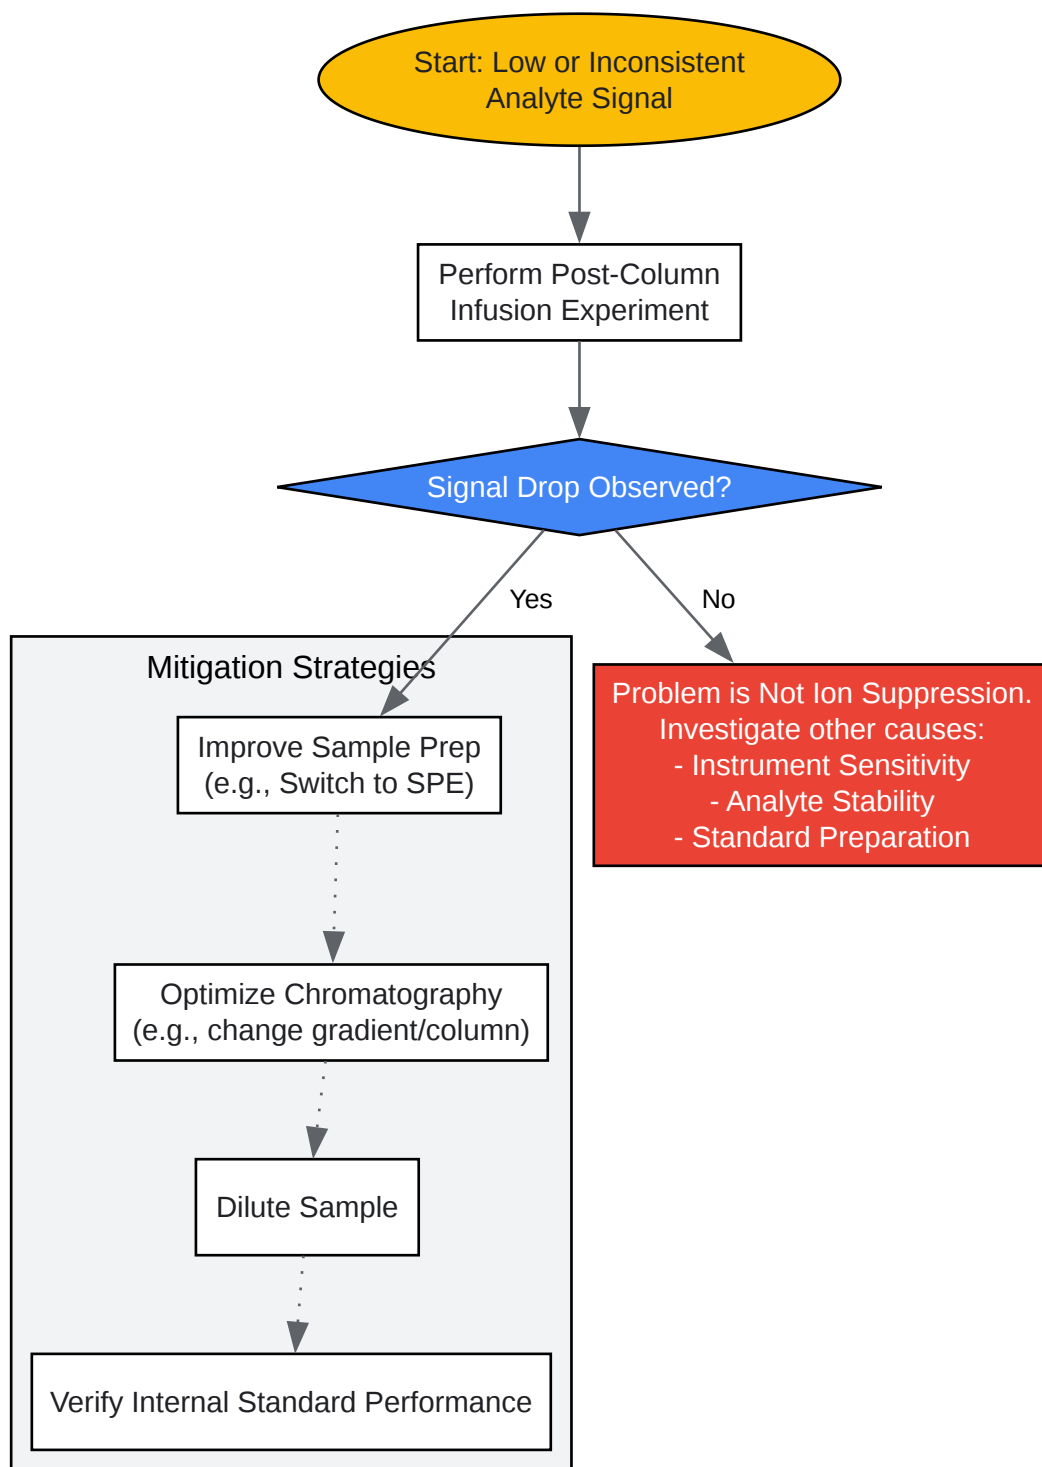 Start: Low or Inconsistent
Analyte Signal
Perform Post-Column
Infusion Experiment
Signal Drop Observed?
Yes
No
Mitigation Strategies
Improve Sample Prep
(e.g., Switch to SPE)
Problem is Not Ion Suppression.
Investigate other causes:
- Instrument Sensitivity
- Analyte Stability
- Standard Preparation
Optimize Chromatography
(e.g., change gradient/column)
Dilute Sample
Verify Internal Standard Performance